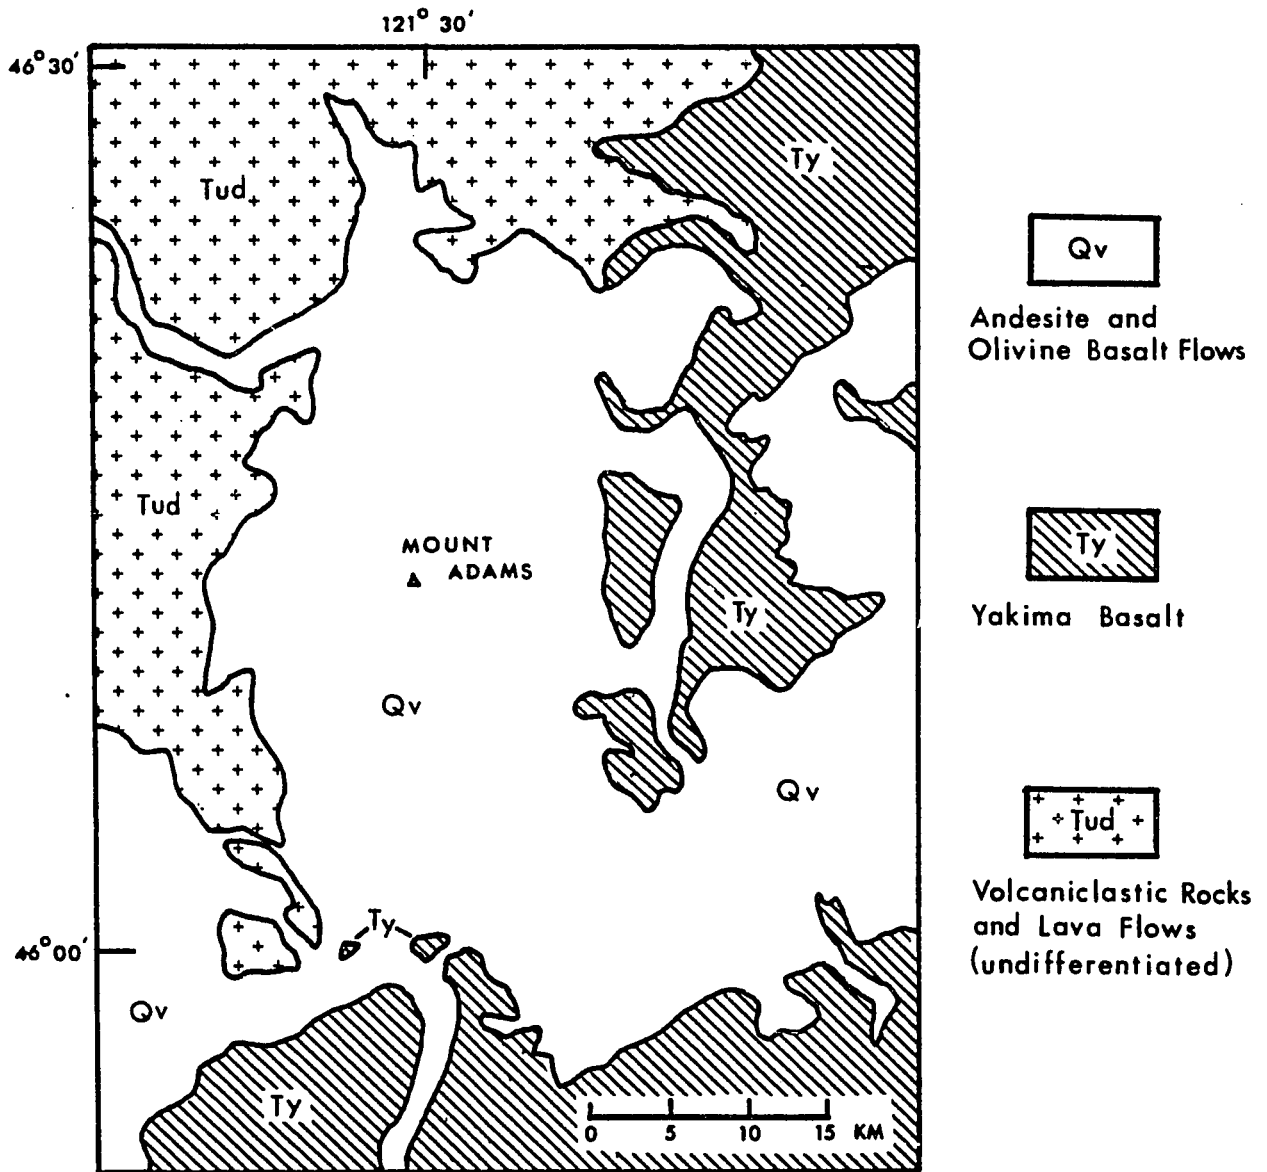 121° 30'
46° 30'
Ty
Tud
Qv
Andesite and
Olivine Basalt Flows
Tud
MOUNT
ADAMS
Ty
Ty
Yakima Basalt
Qv
Qv
Tud
Volcaniclastic Rocks
and Lava Flows
(undifferentiated)
Ty
46° 00'
Qv
Ty
0 5 10 15 KM